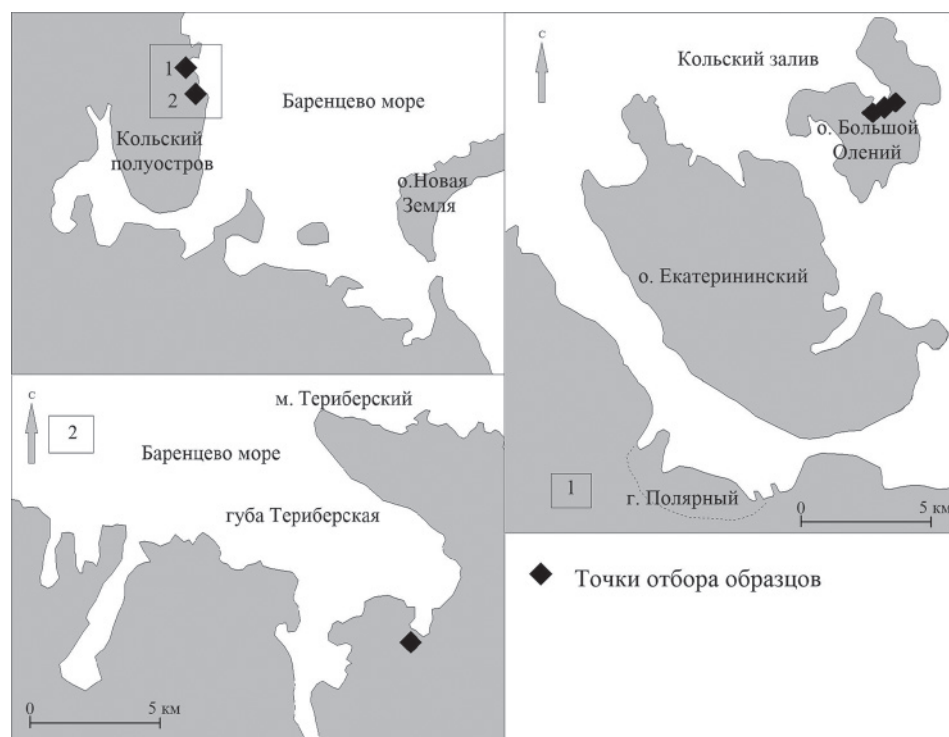 1
2
Баренцево море
Кольский
полуостров
о.Новая
Земля
с
Кольский залив
о. Большой
Олений
о. Екатерининский
1
г. Полярный
0
5 км
с
2
м. Териберский
Баренцево море
губа Териберская
0
5 км
Точки отбора образцов